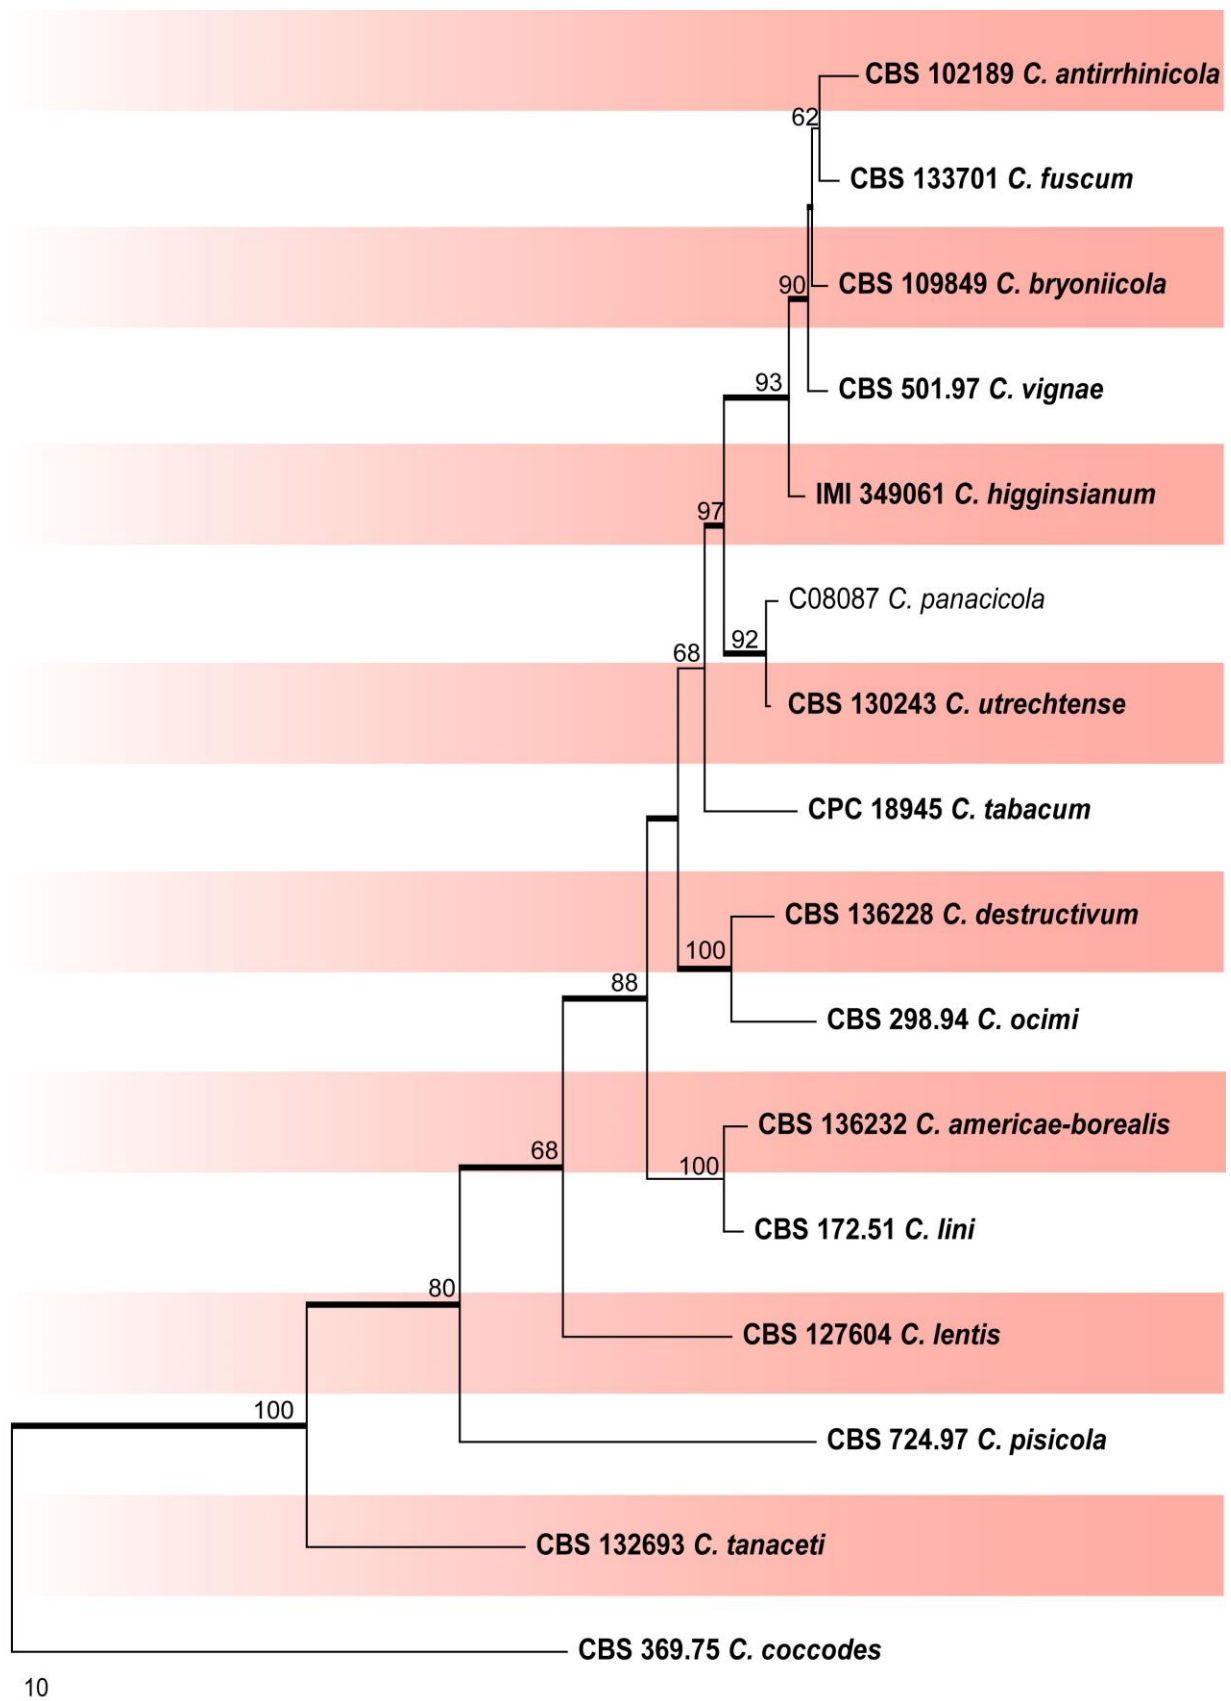 CBS 102189 C. antirrhinicola
62
CBS 133701 C. fuscum
CBS 109849 C. bryoniicola
90
93
CBS 501.97 C. vignae
IMI 349061 C. higginsianum
97
C08087 C. panacicola
92
68
CBS 130243 C. utrechtense
CPC 18945 C. tabacum
CBS 136228 C. destructivum
100
88
CBS 298.94 C. ocimi
CBS 136232 C. americae-borealis
68
100
CBS 172.51 C. lini
80
CBS 127604 C. lentis
100
CBS 724.97 C. pisicola
CBS 132693 C. tanaceti
CBS 369.75 C. coccodes
10